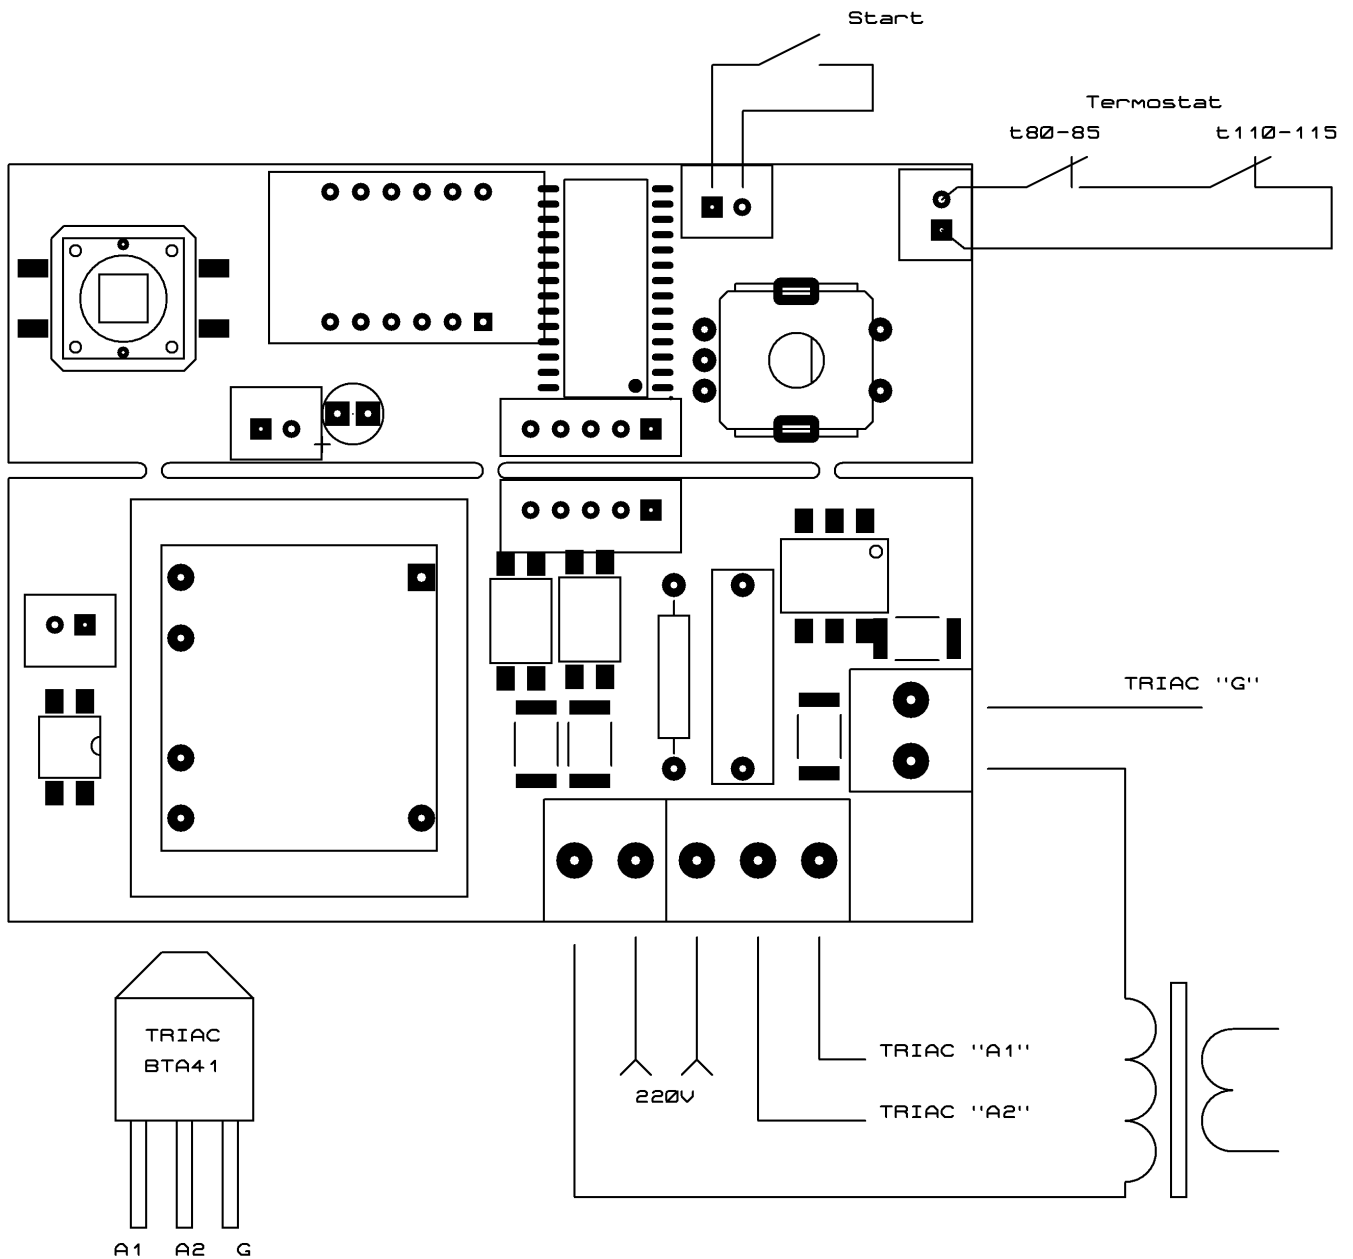 Start
Termostat
t80-85 t110-115
TRIAC "G"
TRIAC
BTA41
TRIAC "A1"
220V
TRIAC "A2"
A1 A2 G